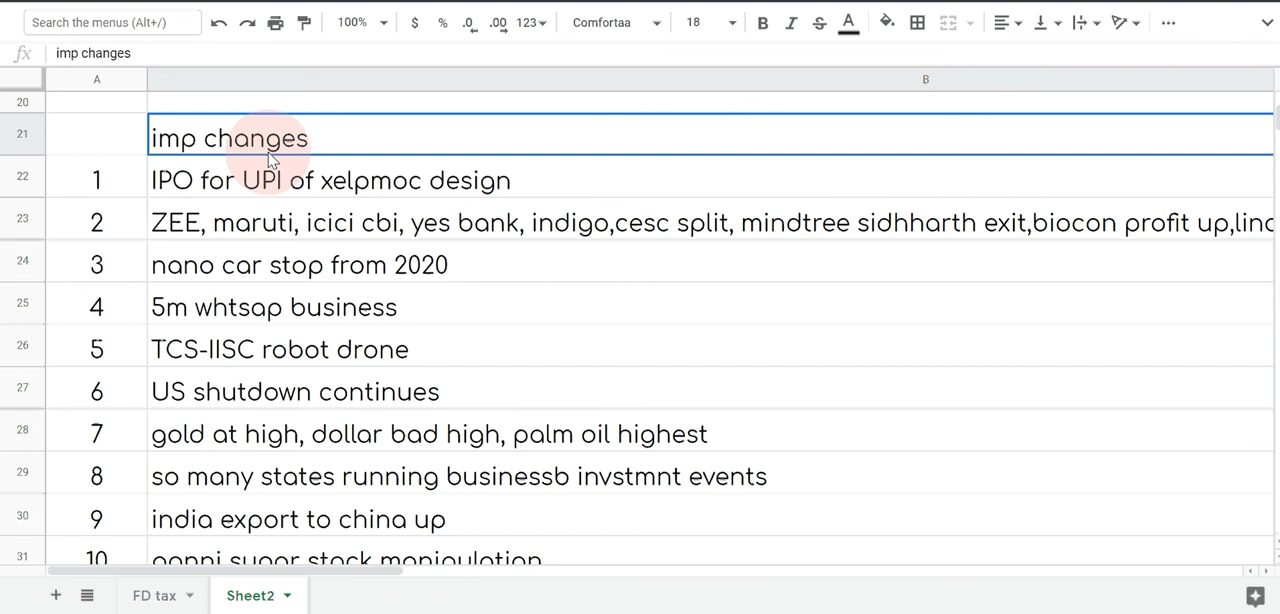 Search the menus (Alt+/) 100% $ % .0 .00 123 Comfortaa 18 B I S A
fx imp changes
A B
20
21 imp changes
22 1 IPO for UPI of xelpmoc design
23 2 ZEE, maruti, icici cbi, yes bank, indigo,cesc split, mindtree sidhharth exit,biocon profit up,
24 3 nano car stop from 2020
25 4 5m whtsap business
26 5 TCS-IISC robot drone
27 6 US shutdown continues
28 7 gold at high, dollar bad high, palm oil highest
29 8 so many states running businessb invstmnt events
30 9 india export to china up
31 10 stock manipulation
+ FD tax Sheet2